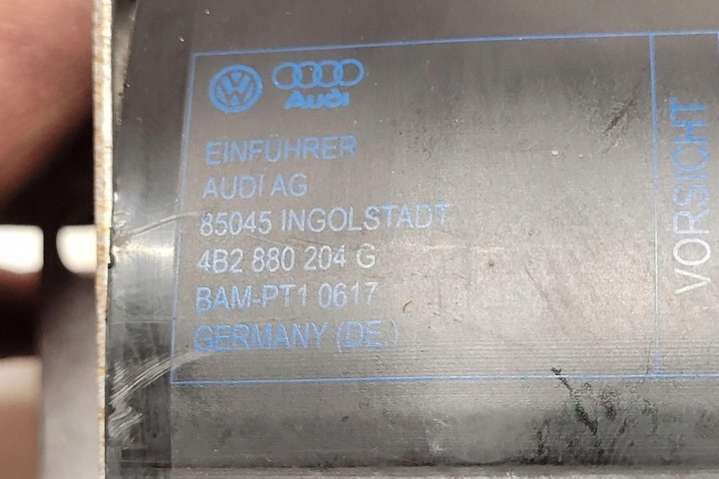 Audi
EINFÜHRER
AUDI AG
85045 INGOLSTADT
4B2 880 204 G
BAM-PT1 0617
GERMANY (DE)
VORSICHT